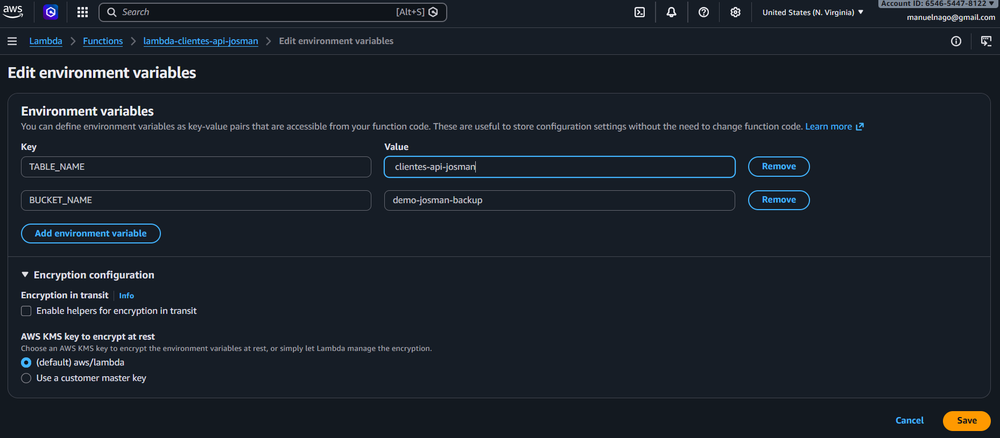 aws
Search
[Alt+S]
United States (N. Virginia)
Account ID: 6546-5447-8122
manuelnago@gmail.com
Lambda
Functions
lambda-clientes-api-josman
Edit environment variables
Edit environment variables
Environment variables
You can define environment variables as key-value pairs that are accessible from your function code. These are useful to store configuration settings without the need to change function code. Learn more
Key
Value
TABLE_NAME
clientes-api-josman
Remove
BUCKET_NAME
demo-josman-backup
Remove
Add environment variable
Encryption configuration
Encryption in transit
Info
Enable helpers for encryption in transit
AWS KMS key to encrypt at rest
Choose an AWS KMS key to encrypt the environment variables at rest, or simply let Lambda manage the encryption.
(default) aws/lambda
Use a customer master key
Cancel
Save